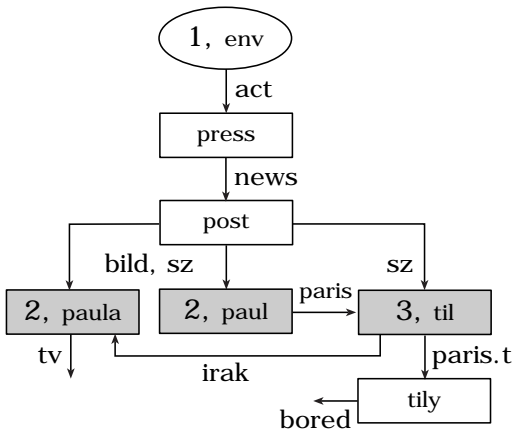 1, env
act
press
news
post
bild, sz
sz
2, paula
2, paul
paris
3, til
tv
irak
paris.t
bored
tily